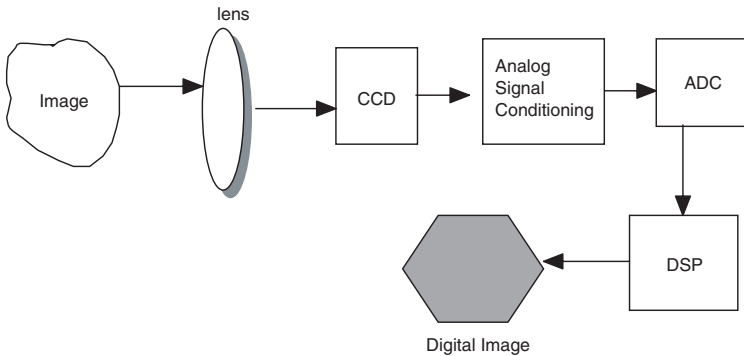 lens
Image
CCD
Analog
Signal
Conditioning
ADC
DSP
Digital Image